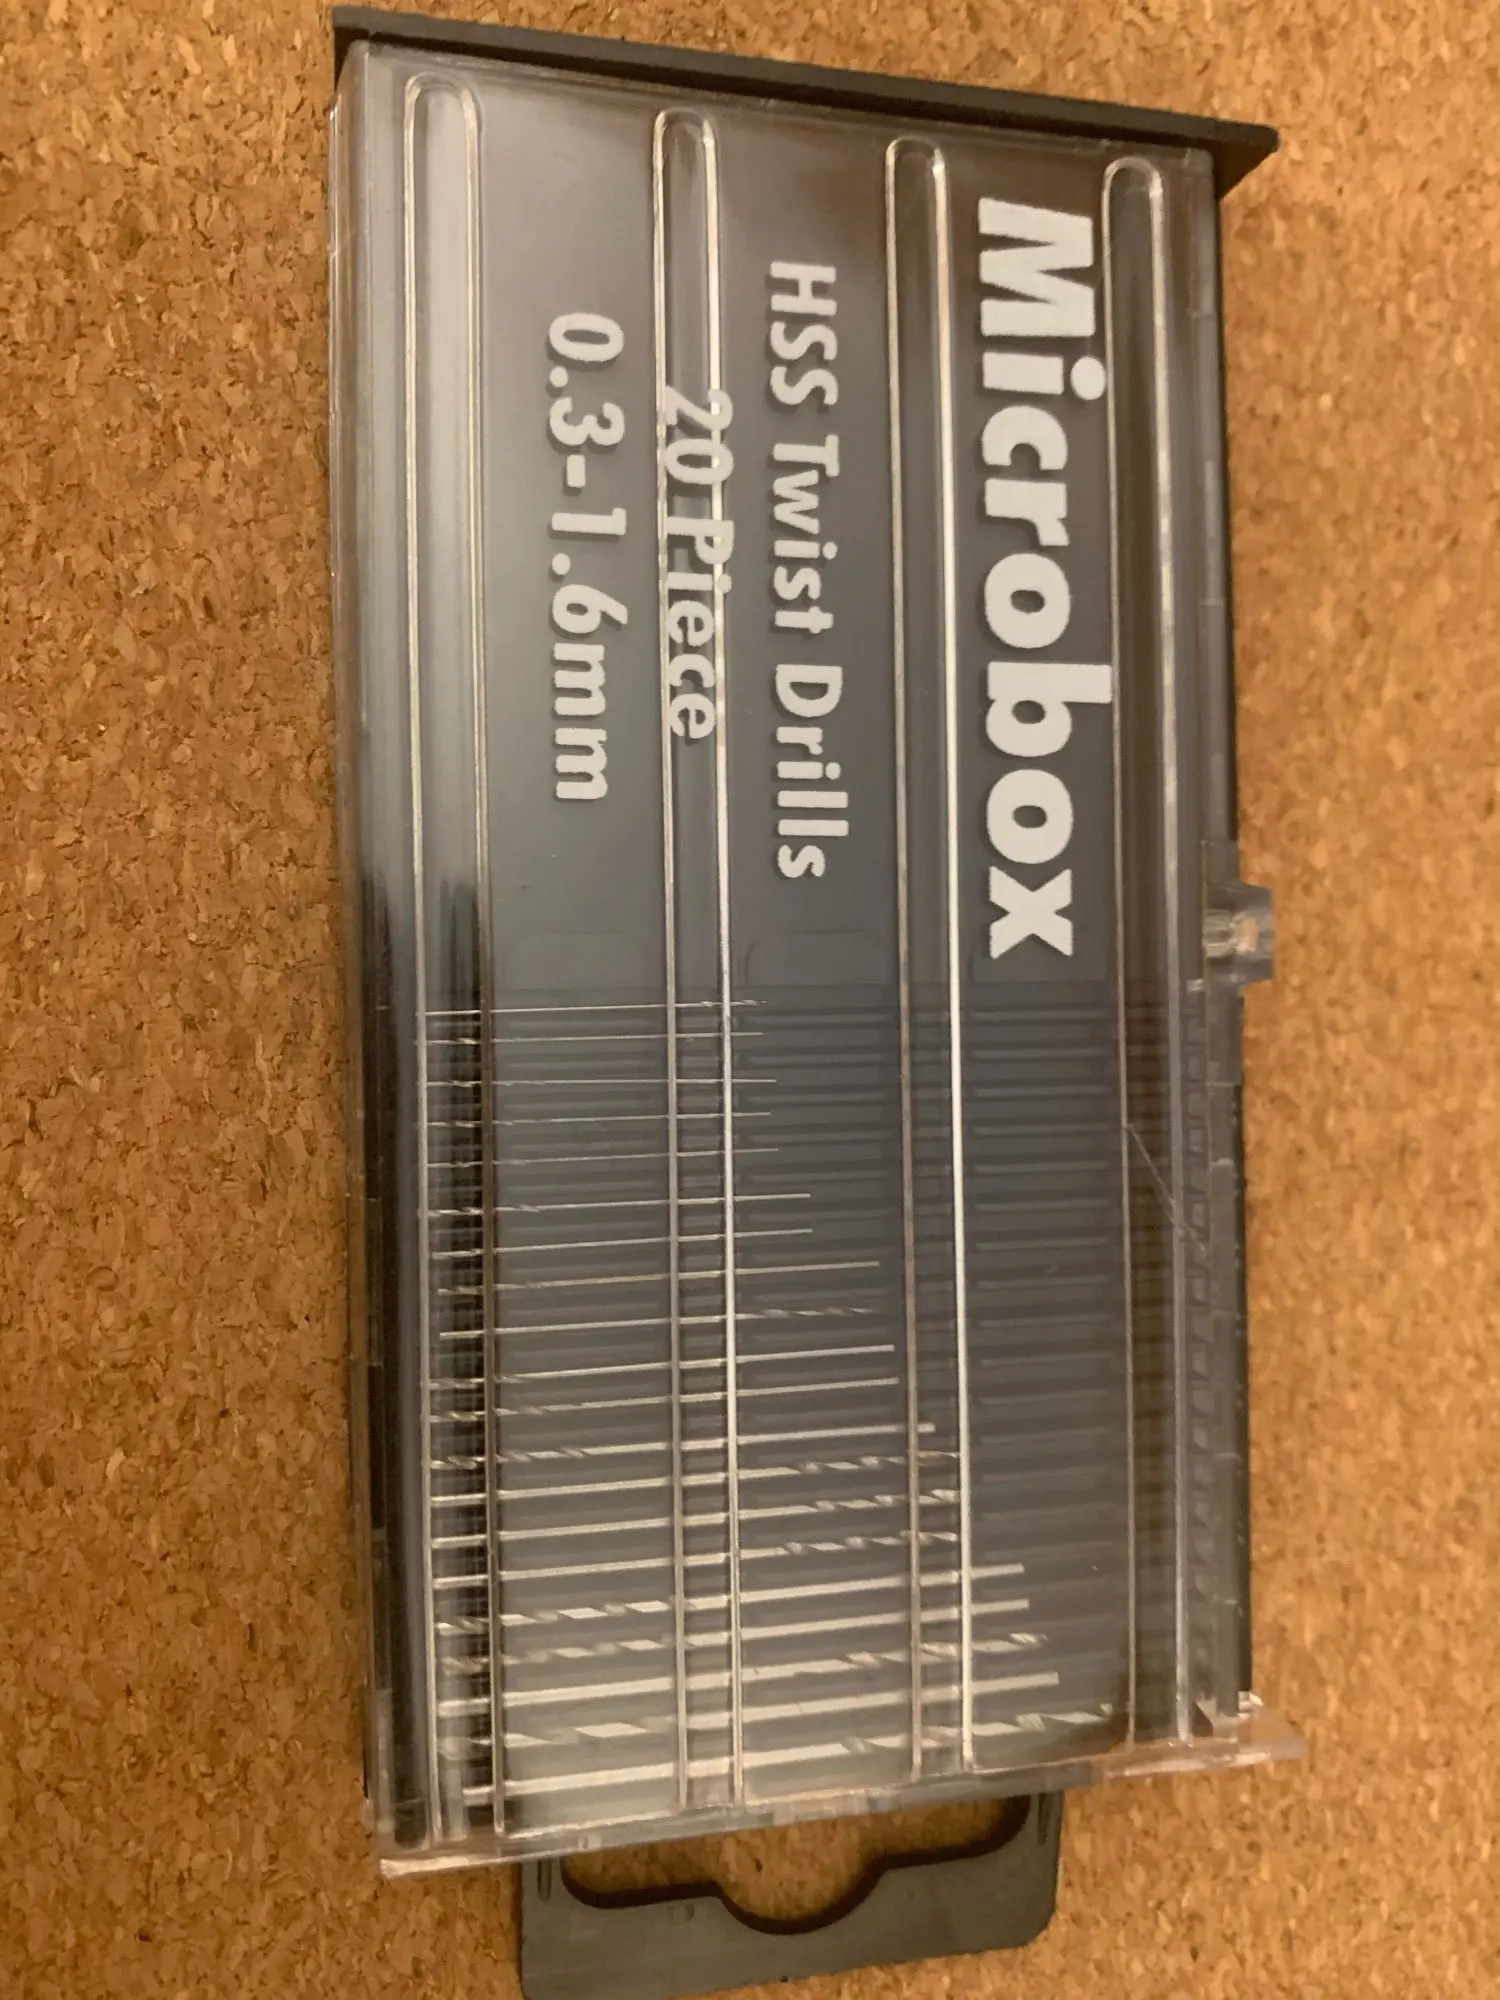 Microbox
HSS Twist Drills
20 Piece
0.3-1.6mm